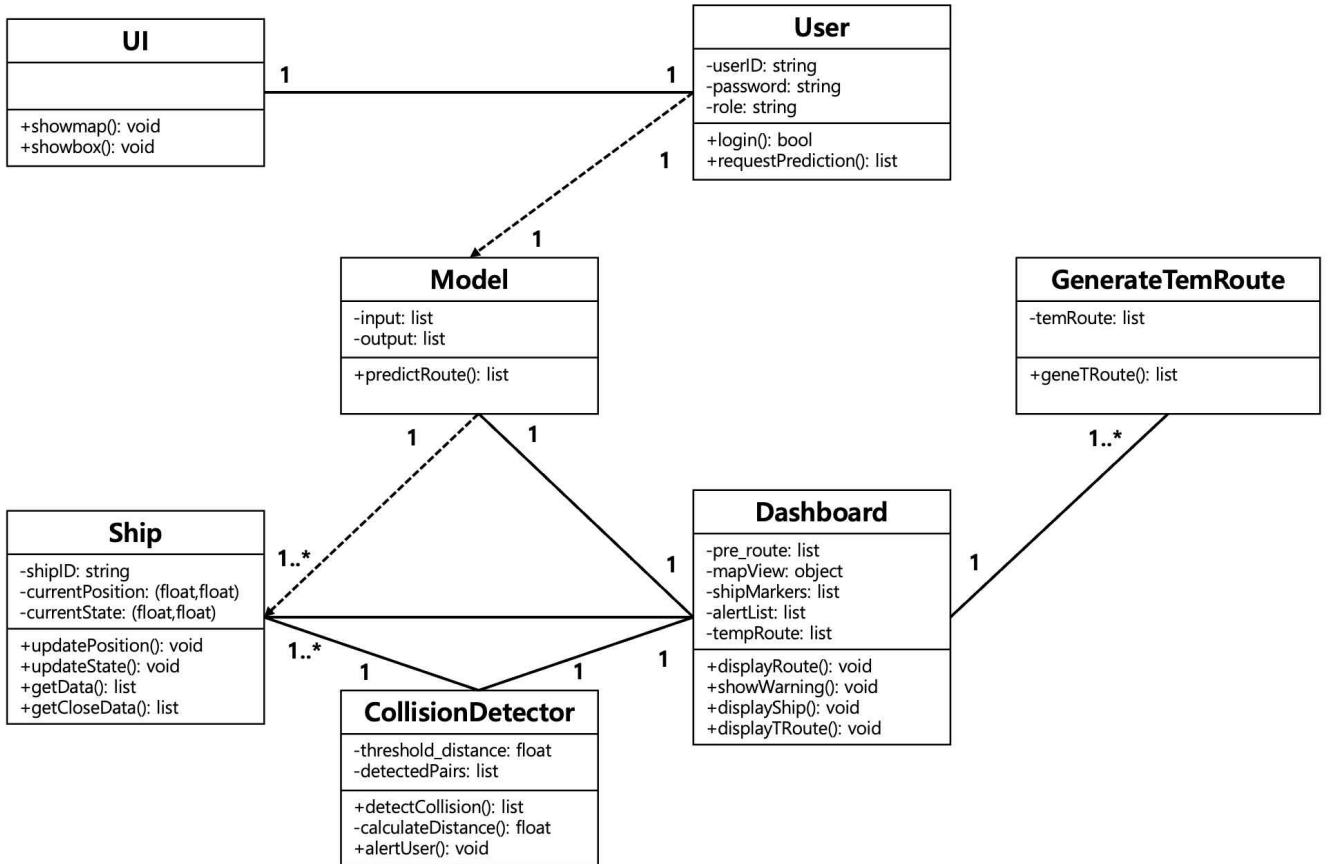 UI
+showmap(): void
+showbox(): void
1
1
User
-userID: string
-password: string
-role: string
+login(): bool
+requestPrediction(): list
1
1
Model
-input: list
-output: list
+predictRoute(): list
GenerateTemRoute
-temRoute: list
+geneTRoute(): list
1
1
1..*
Ship
-shipID: string
-currentPosition: (float,float)
-currentState: (float,float)
+updatePosition(): void
+updateState(): void
+getData(): list
+getCloseData(): list
1..*
1
1
Dashboard
-pre_route: list
-mapView: object
-shipMarkers: list
-alertList: list
-tempRoute: list
+displayRoute(): void
+showWarning(): void
+displayShip(): void
+displayTRoute(): void
1..*
1
1
1
CollisionDetector
-threshold_distance: float
-detectedPairs: list
+detectCollision(): list
-calculateDistance(): float
+alertUser(): void